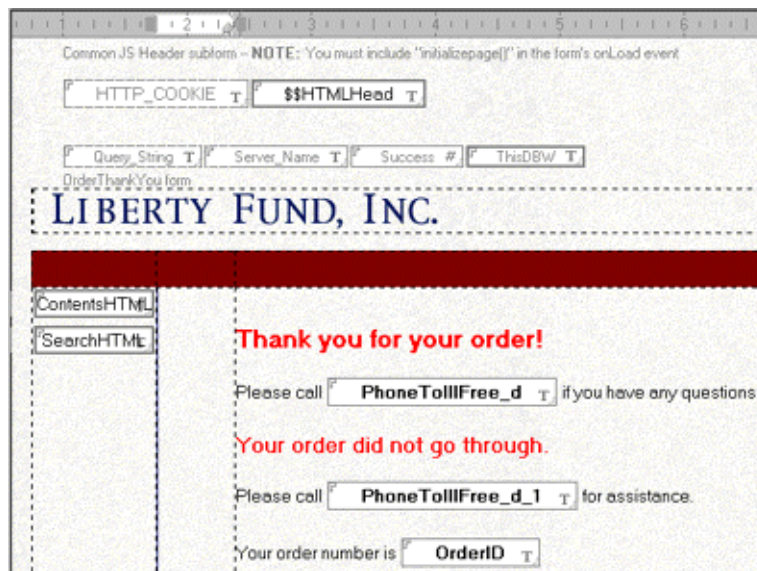 2 3 4 5 6
Common JS Header subform – NOTE: You must include "initializepage()" in the form's onLoad event
HTTP_COOKIE T $$HTMLHead T
Query_String T Server_Name T Success # ThisDBW T
OrderThankYou form
LIBERTY FUND, INC.
ContentsHTML
SearchHTML
Thank you for your order!
Please call PhoneTollFree_d T if you have any questions
Your order did not go through.
Please call PhoneTollFree_d_1 T for assistance.
Your order number is OrderID T